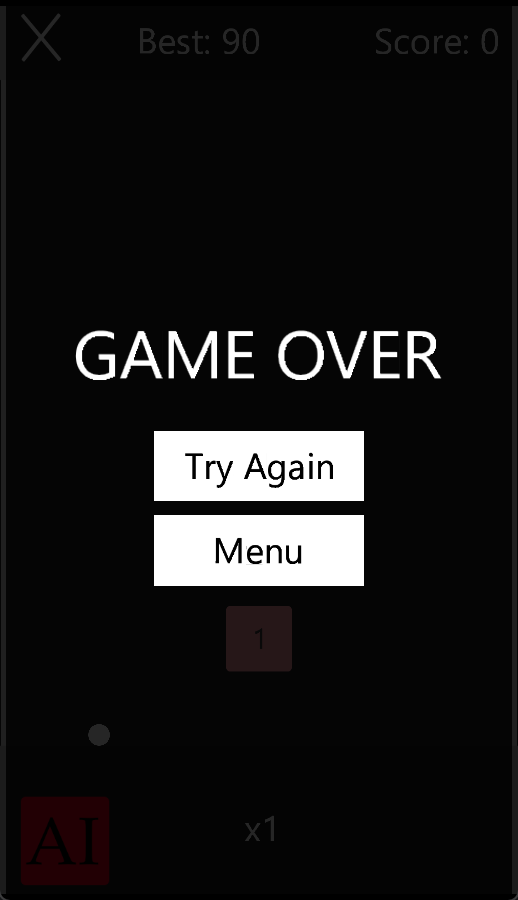 Best: 90 Score: 0
GAME OVER
Try Again
Menu
1
AI x1